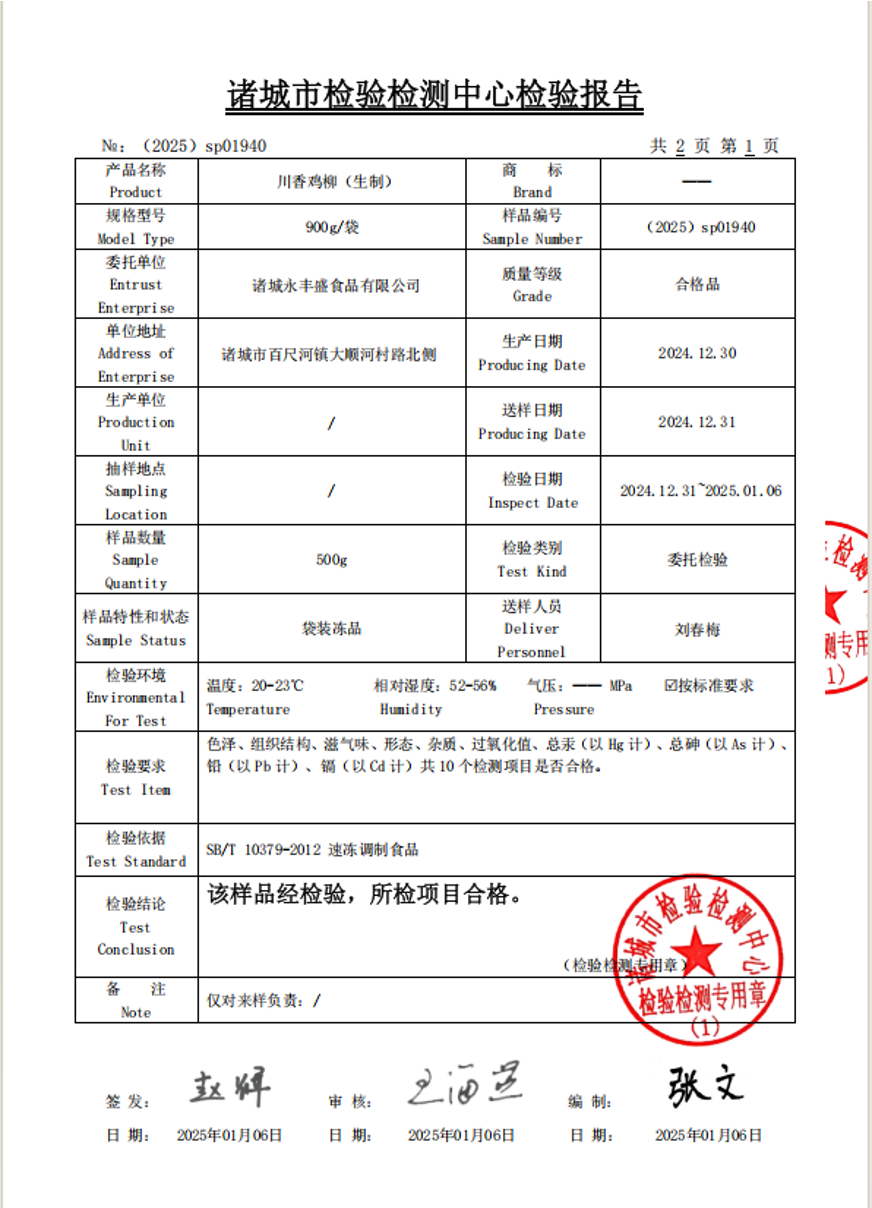 诸城市检验检测中心检验报告
№：（2025）sp01940 共 2 页 第 1 页
产品名称
Product
川香鸡柳（生制）
商 标
Brand
——
规格型号
Model Type
900g/袋
样品编号
Sample Number
（2025）sp01940
委托单位
Entrust
Enterprise
诸城永丰盛食品有限公司
质量等级
Grade
合格品
单位地址
Address of
Enterprise
诸城市百尺河镇大顺河村路北侧
生产日期
Producing Date
2024.12.30
生产单位
Production
Unit
/
送样日期
Producing Date
2024.12.31
抽样地点
Sampling
Location
/
检验日期
Inspect Date
2024.12.31~2025.01.06
样品数量
Sample
Quantity
500g
检验类别
Test Kind
委托检验
样品特性和状态
Sample Status
袋装冻品
送样人员
Deliver
Personnel
刘春梅
检验环境
Environmental
For Test
温度：20-23℃ 相对湿度：52-56% 气压：—— MPa ☑按标准要求
Temperature Humidity Pressure
检验要求
Test Item
色泽、组织结构、滋气味、形态、杂质、过氧化值、总汞（以 Hg 计）、总砷（以 As 计）、
铅（以 Pb 计）、镉（以 Cd 计）共 10 个检测项目是否合格。
检验依据
Test Standard
SB/T 10379-2012 速冻调制食品
检验结论
Test
Conclusion
该样品经检验，所检项目合格。
（检验检测专用章）
诸城市检验检测中心
检验检测专用章
（1）
备 注
Note
仅对来样负责：/
签 发： 赵辉 审 核： 编 制： 张文
日 期： 2025年01月06日 日 期： 2025年01月06日 日 期： 2025年01月06日
检测
测专用
1）